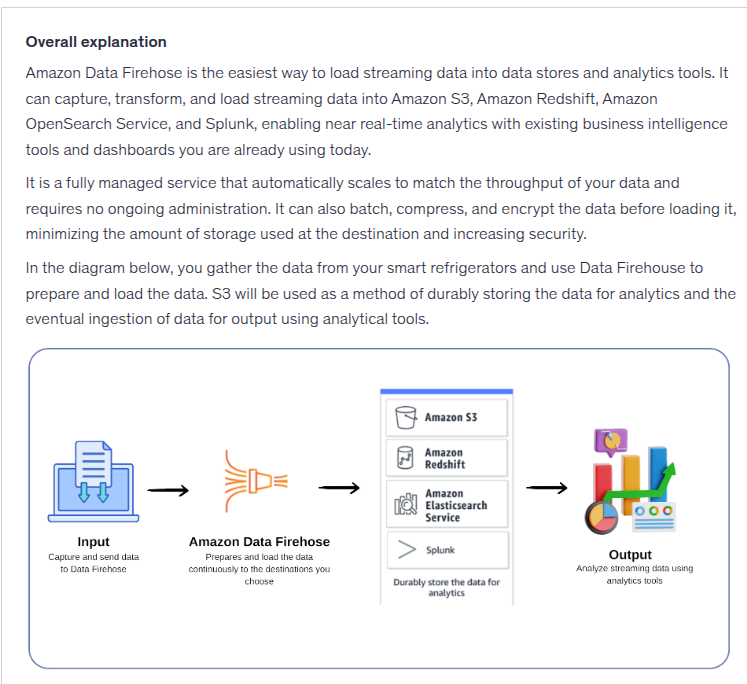 Overall explanation
Amazon Data Firehose is the easiest way to load streaming data into data stores and analytics tools. It
can capture, transform, and load streaming data into Amazon S3, Amazon Redshift, Amazon
OpenSearch Service, and Splunk, enabling near real-time analytics with existing business intelligence
tools and dashboards you are already using today.
It is a fully managed service that automatically scales to match the throughput of your data and
requires no ongoing administration. It can also batch, compress, and encrypt the data before loading it,
minimizing the amount of storage used at the destination and increasing security.
In the diagram below, you gather the data from your smart refrigerators and use Data Firehouse to
prepare and load the data. S3 will be used as a method of durably storing the data for analytics and the
eventual ingestion of data for output using analytical tools.
Input
Capture and send data
to Data Firehose
Amazon Data Firehose
Prepares and load the data
continuously to the destinations you
choose
Amazon S3
Amazon
Redshift
Amazon
Elasticsearch
Service
Splunk
Durably store the data for
analytics
Output
Analyze streaming data using
analytics tools